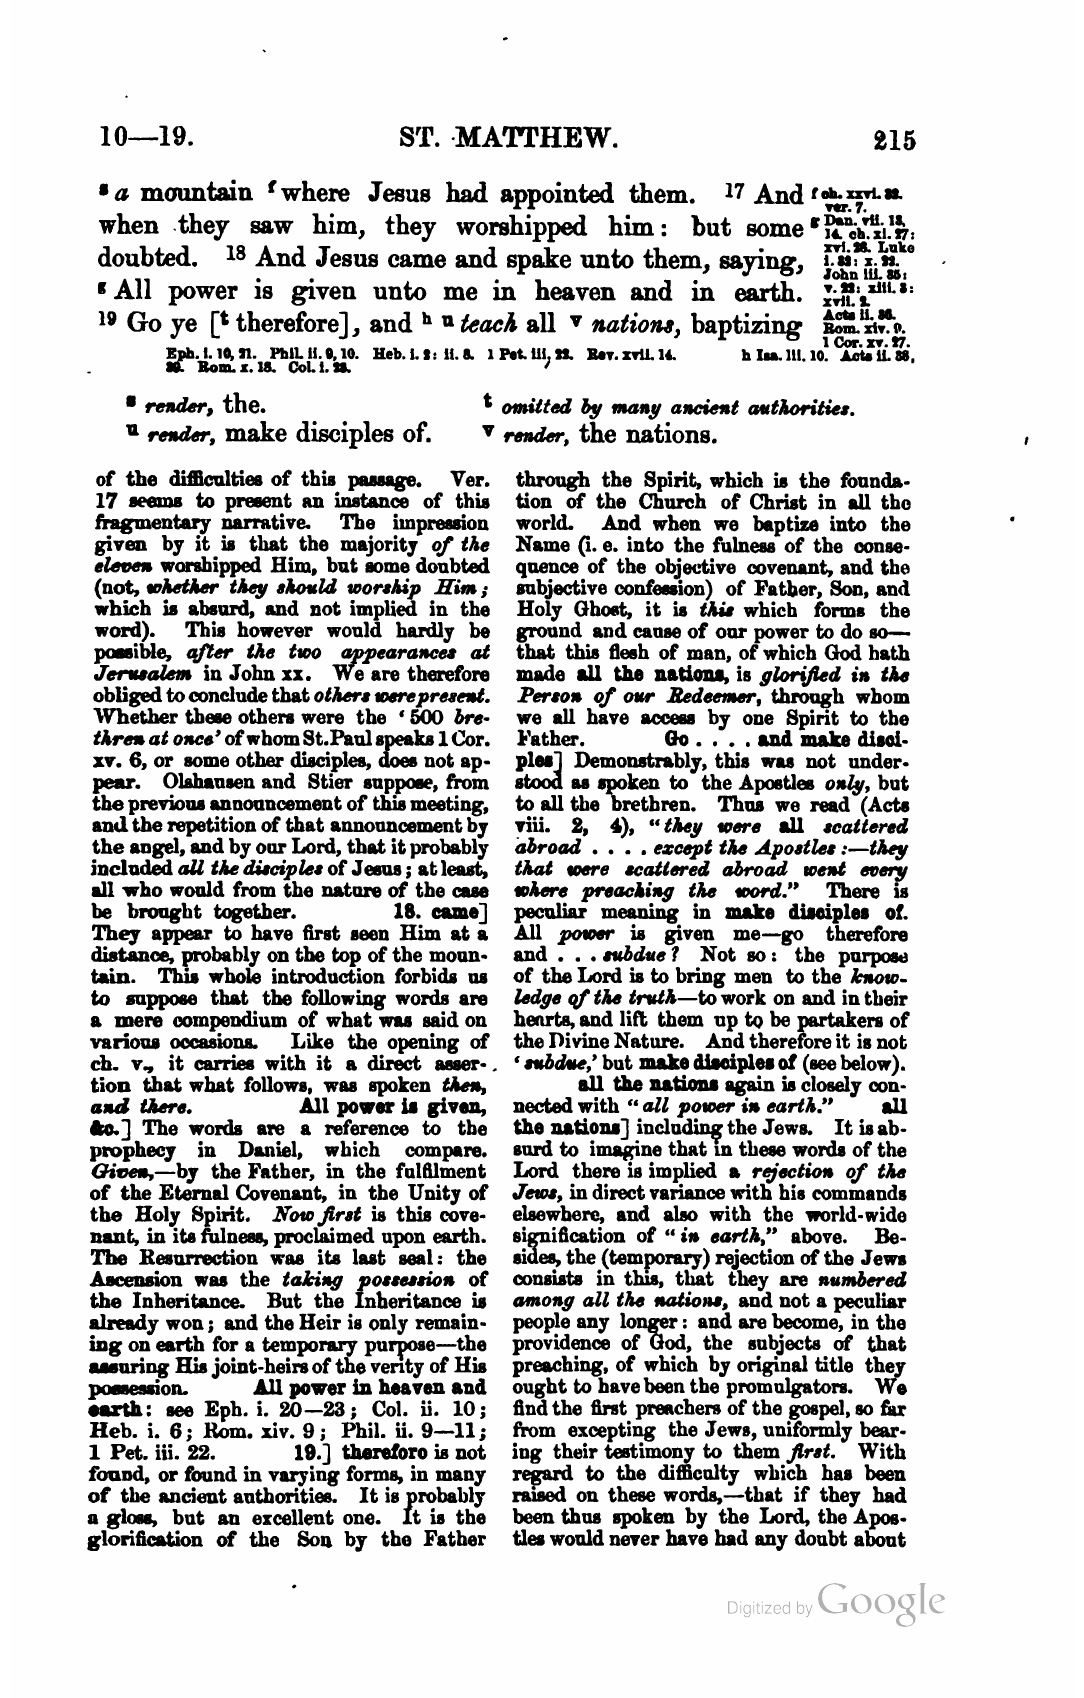 10—19. ST. MATTHEW. 215
s a mountain f where Jesus had appointed them. 17 And
when they saw him, they worshipped him: but some
doubted. 18 And Jesus came and spake unto them, saying,
g All power is given unto me in heaven and in earth.
19 Go ye [t therefore], and h u teach all v nations, baptizing
f ch. xxvi. 32.
ver. 7.
g Dan. vii. 13,
14. ch. xi. 27:
xvi. 28. Luke
i. 32: x. 22.
John iii. 35:
v. 22: xiii. 3:
xvii. 2.
Acts ii. 36.
Rom. xiv. 9.
1 Cor. xv. 27.
Eph. i. 10, 21. Phil. ii. 9, 10. Heb. i. 2: ii. 8. 1 Pet. iii. 22. Rev. xvii. 14. h Isa. lii. 10. Acts ii. 38,
39. Rom. x. 18. Col. i. 23.
s render, the. t omitted by many ancient authorities.
u render, make disciples of. v render, the nations.
of the difficulties of this passage. Ver.
17 seems to present an instance of this
fragmentary narrative. The impression
given by it is that the majority of the
eleven worshipped Him, but some doubted
(not, whether they should worship Him;
which is absurd, and not implied in the
word). This however would hardly be
possible, after the two appearances at
Jerusalem in John xx. We are therefore
obliged to conclude that others were present.
Whether these others were the ‘500 bre-
thren at once’ of whom St. Paul speaks 1 Cor.
xv. 6, or some other disciples, does not ap-
pear. Olshausen and Stier suppose, from
the previous announcement of this meeting,
and the repetition of that announcement by
the angel, and by our Lord, that it probably
included all the disciples of Jesus; at least,
all who would from the nature of the case
be brought together. 18. came]
They appear to have first seen Him at a
distance, probably on the top of the moun-
tain. This whole introduction forbids us
to suppose that the following words are
a mere compendium of what was said on
various occasions. Like the opening of
ch. v., it carries with it a direct asser-
tion that what follows, was spoken then,
and there. All power is given,
&c.] The words are a reference to the
prophecy in Daniel, which compare.
Given,—by the Father, in the fulfilment
of the Eternal Covenant, in the Unity of
the Holy Spirit. Now first is this cove-
nant, in its fulness, proclaimed upon earth.
The Resurrection was its last seal: the
Ascension was the taking possession of
the Inheritance. But the Inheritance is
already won; and the Heir is only remain-
ing on earth for a temporary purpose—the
assuring His joint-heirs of the verity of His
possession. All power in heaven and
earth: see Eph. i. 20—23; Col. ii. 10;
Heb. i. 6; Rom. xiv. 9; Phil. ii. 9—11;
1 Pet. iii. 22. 19.] therefore is not
found, or found in varying forms, in many
of the ancient authorities. It is probably
a gloss, but an excellent one. It is the
glorification of the Son by the Father
through the Spirit, which is the founda-
tion of the Church of Christ in all the
world. And when we baptize into the
Name (i. e. into the fulness of the conse-
quence of the objective covenant, and the
subjective confession) of Father, Son, and
Holy Ghost, it is this which forms the
ground and cause of our power to do so—
that this flesh of man, of which God hath
made all the nations, is glorified in the
Person of our Redeemer, through whom
we all have access by one Spirit to the
Father. Go . . . . and make disci-
ples] Demonstrably, this was not under-
stood as spoken to the Apostles only, but
to all the brethren. Thus we read (Acts
viii. 2, 4), “they were all scattered
abroad . . . . except the Apostles:—they
that were scattered abroad went every
where preaching the word.” There is
peculiar meaning in make disciples of.
All power is given me—go therefore
and . . . subdue? Not so: the purpose
of the Lord is to bring men to the know-
ledge of the truth—to work on and in their
hearts, and lift them up to be partakers of
the Divine Nature. And therefore it is not
‘subdue,’ but make disciples of (see below).
all the nations again is closely con-
nected with “all power in earth.” all
the nations] including the Jews. It is ab-
surd to imagine that in these words of the
Lord there is implied a rejection of the
Jews, in direct variance with his commands
elsewhere, and also with the world-wide
signification of “in earth,” above. Be-
sides, the (temporary) rejection of the Jews
consists in this, that they are numbered
among all the nations, and not a peculiar
people any longer: and are become, in the
providence of God, the subjects of that
preaching, of which by original title they
ought to have been the promulgators. We
find the first preachers of the gospel, so far
from excepting the Jews, uniformly bear-
ing their testimony to them first. With
regard to the difficulty which has been
raised on these words,—that if they had
been thus spoken by the Lord, the Apos-
tles would never have had any doubt about
Digitized by Google